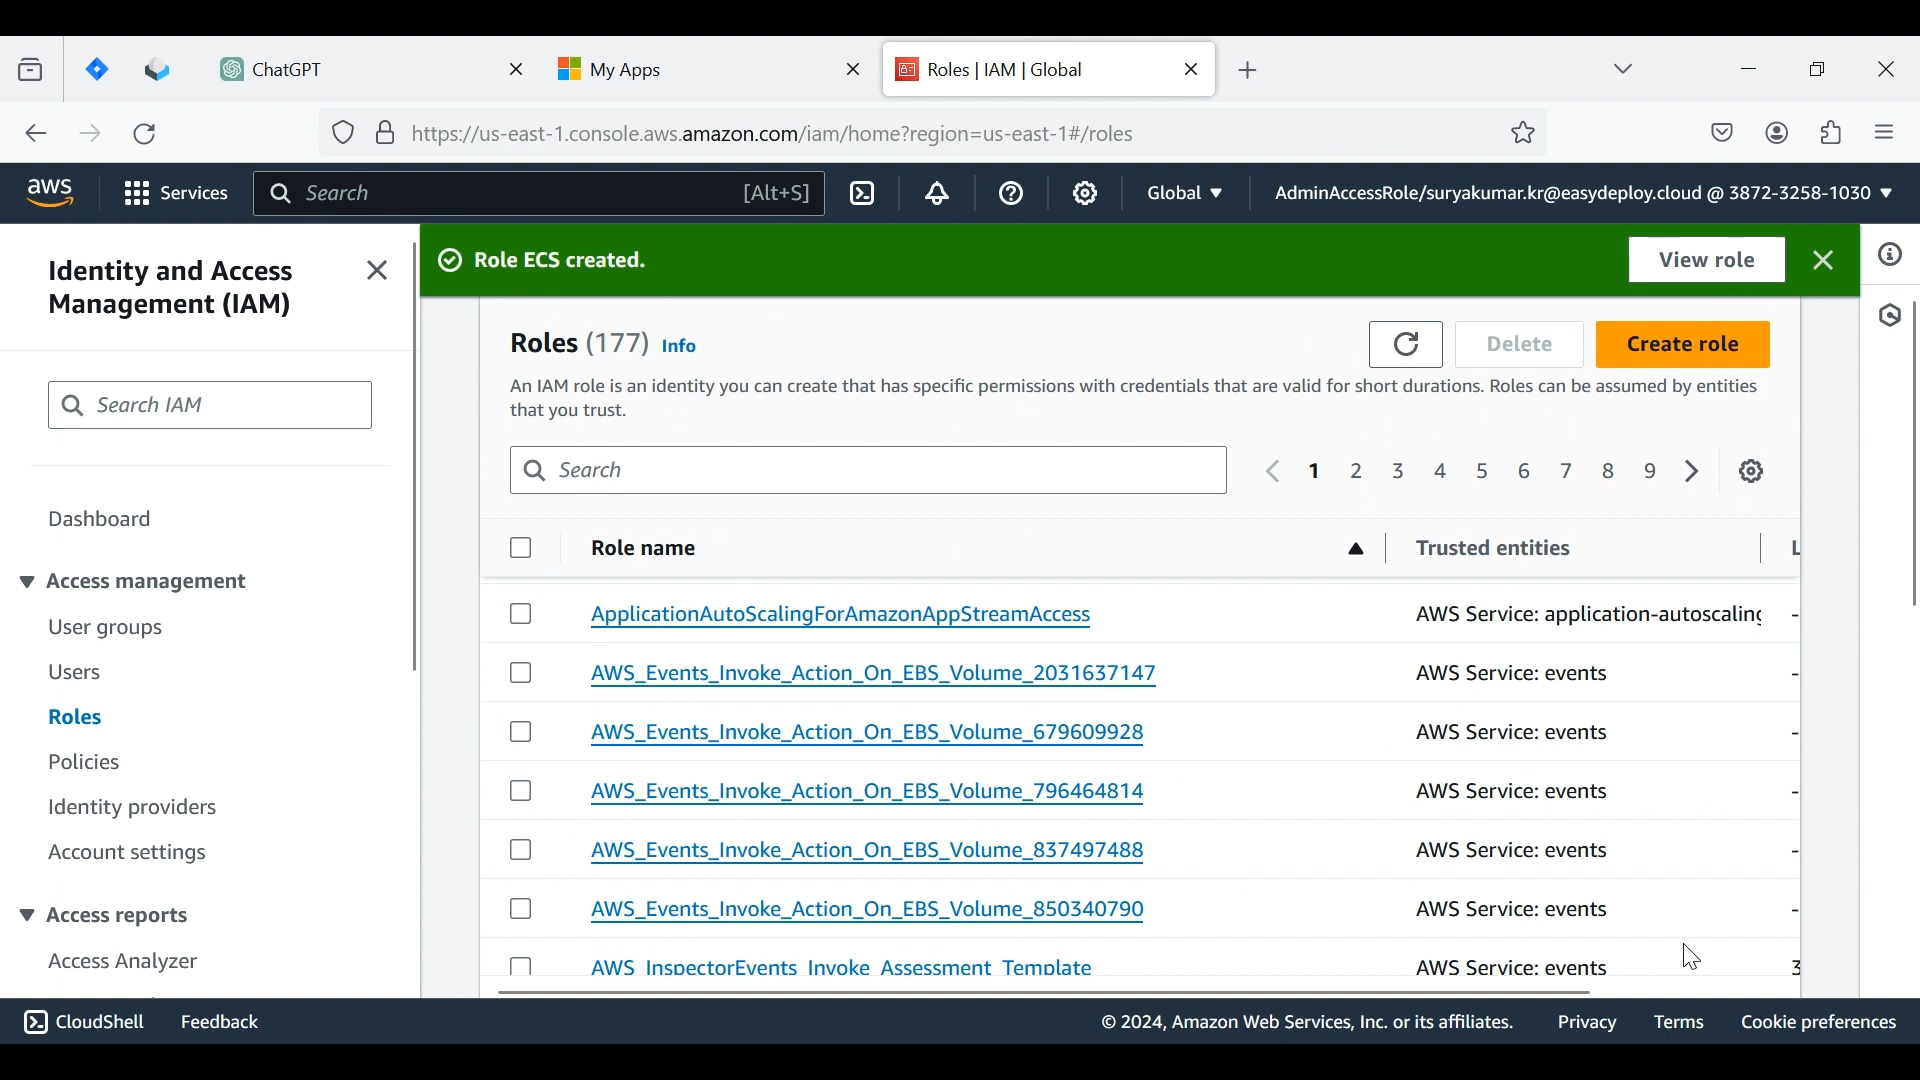 ChatGPT
My Apps
Roles | IAM | Global
https://us-east-1.console.aws.amazon.com/iam/home?region=us-east-1#/roles
aws
Services
Search
[Alt+S]
Global
AdminAccessRole/suryakumar.kr@easydeploy.cloud @ 3872-3258-1030
Identity and Access
Management (IAM)
Search IAM
Dashboard
Access management
User groups
Users
Roles
Policies
Identity providers
Account settings
Access reports
Access Analyzer
Role ECS created.
View role
Roles (177) Info
Delete
Create role
An IAM role is an identity you can create that has specific permissions with credentials that are valid for short durations. Roles can be assumed by entities
that you trust.
Search
1 2 3 4 5 6 7 8 9
Role name Trusted entities L
ApplicationAutoScalingForAmazonAppStreamAccess AWS Service: application-autoscaling -
AWS_Events_Invoke_Action_On_EBS_Volume_2031637147 AWS Service: events -
AWS_Events_Invoke_Action_On_EBS_Volume_679609928 AWS Service: events -
AWS_Events_Invoke_Action_On_EBS_Volume_796464814 AWS Service: events -
AWS_Events_Invoke_Action_On_EBS_Volume_837497488 AWS Service: events -
AWS_Events_Invoke_Action_On_EBS_Volume_850340790 AWS Service: events -
AWS_InspectorEvents_Invoke_Assessment_Template AWS Service: events 3
CloudShell
Feedback
© 2024, Amazon Web Services, Inc. or its affiliates.
Privacy
Terms
Cookie preferences